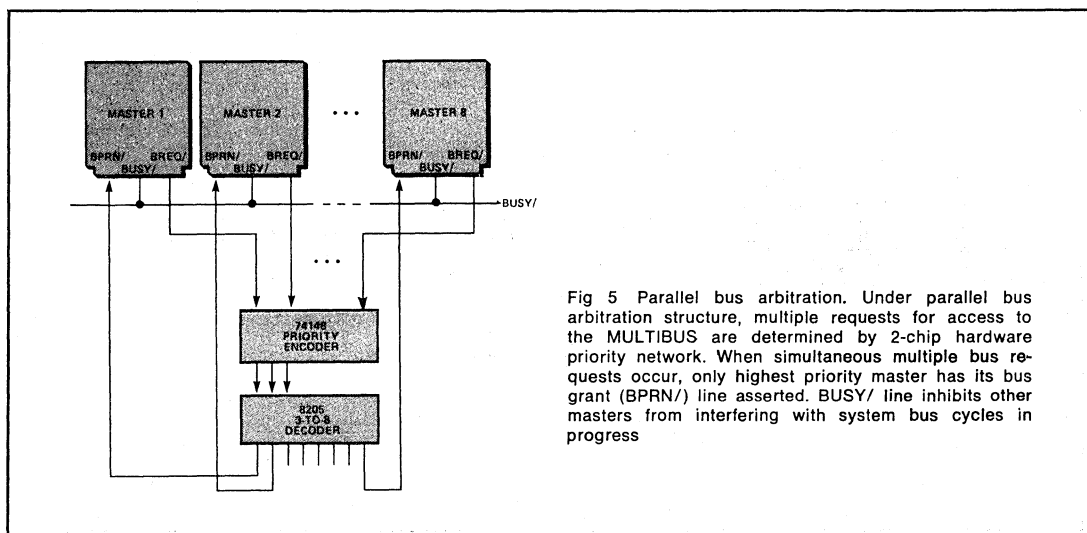 MASTER 1
MASTER 2
• • •
MASTER 8
BPRN/ BREQ/
BUSY/
BPRN/ BREQ/
BUSY/
BPRN/ BREQ/
BUSY/
BUSY/
• • •
74148
PRIORITY
ENCODER
8205
3-TO-8
DECODER
Fig 5 Parallel bus arbitration. Under parallel bus
arbitration structure, multiple requests for access to
the MULTIBUS are determined by 2-chip hardware
priority network. When simultaneous multiple bus re-
quests occur, only highest priority master has its bus
grant (BPRN/) line asserted. BUSY/ line inhibits other
masters from interfering with system bus cycles in
progress